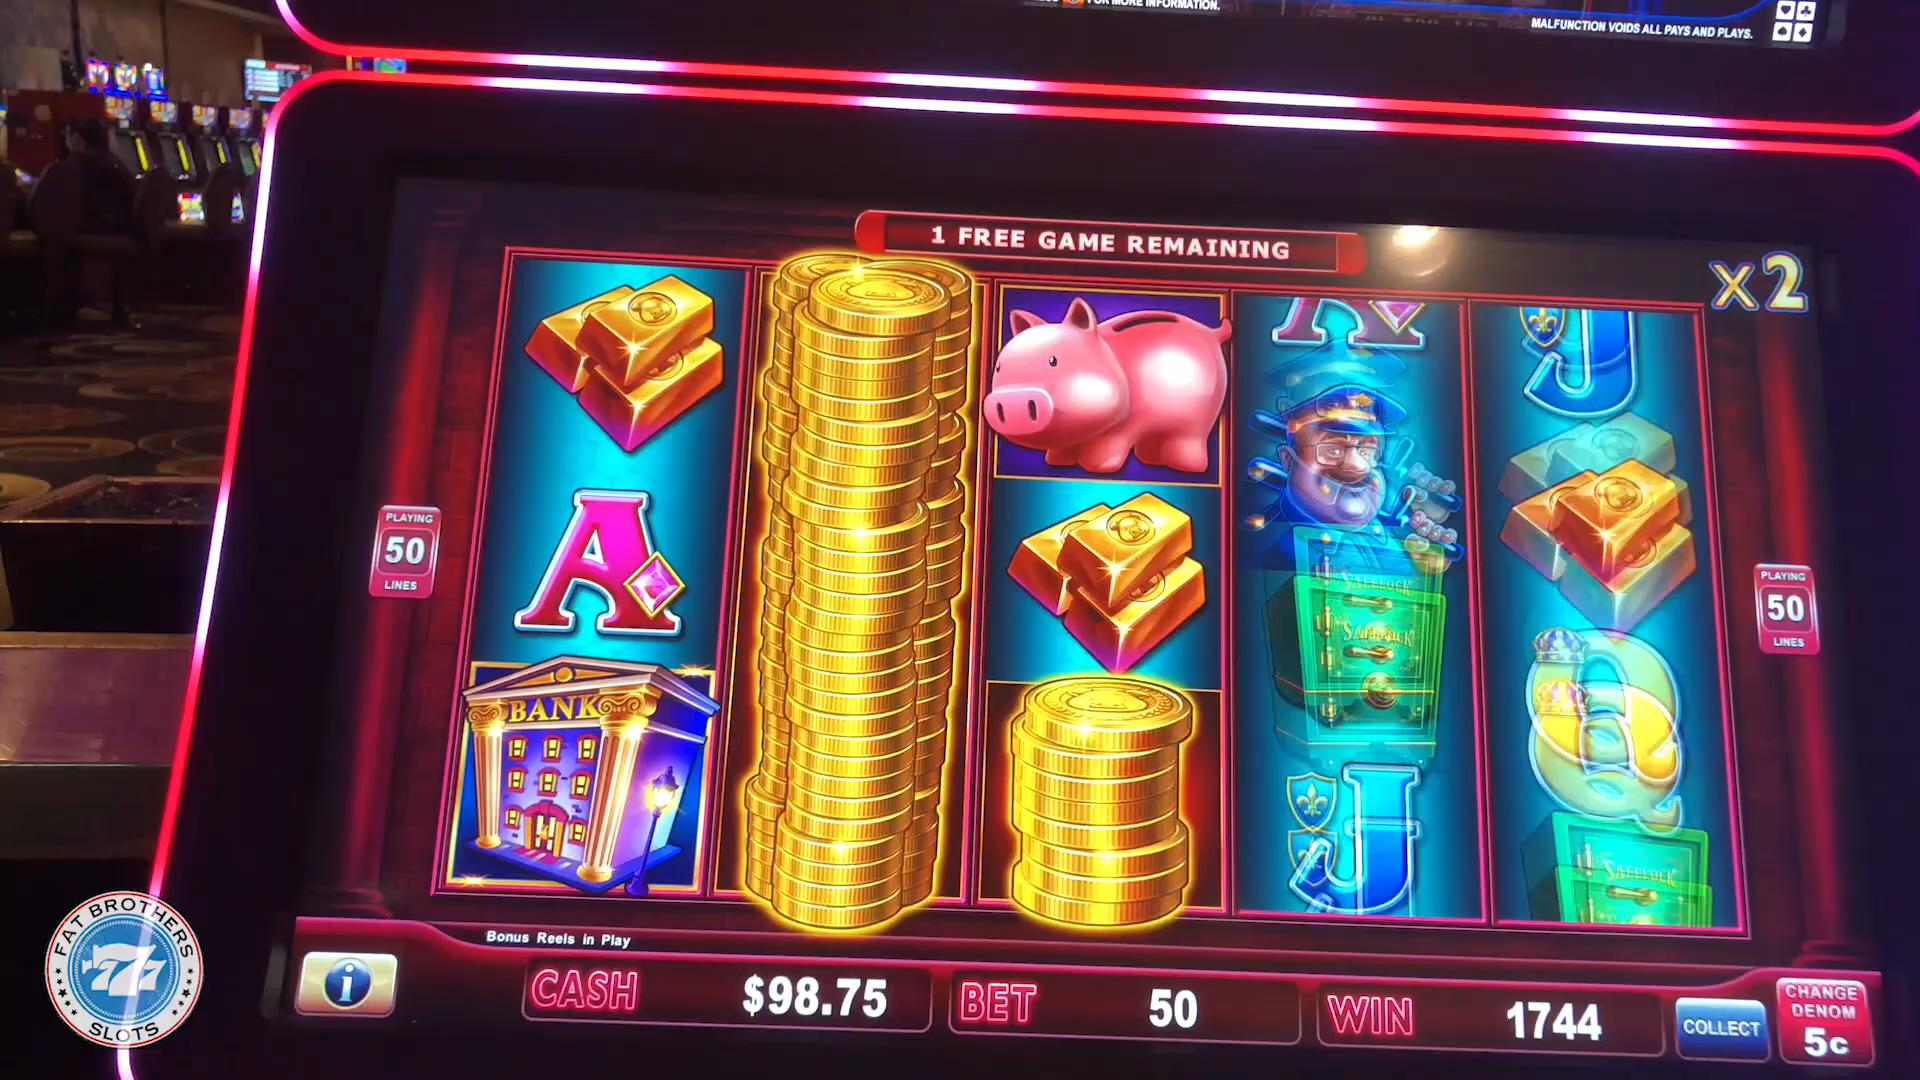 FOR MORE INFORMATION.
MALFUNCTION VOIDS ALL PAYS AND PLAYS.
1 FREE GAME REMAINING
X2
A
J
PLAYING
50
LINES
A
SAFELOCK
SAFELOCK
PLAYING
50
LINES
BANK
Q
J
SAFELOCK
FAT BROTHERS
777
SLOTS
Bonus Reels in Play
i
CASH $98.75
BET 50
WIN 1744
COLLECT
CHANGE
DENOM
5¢